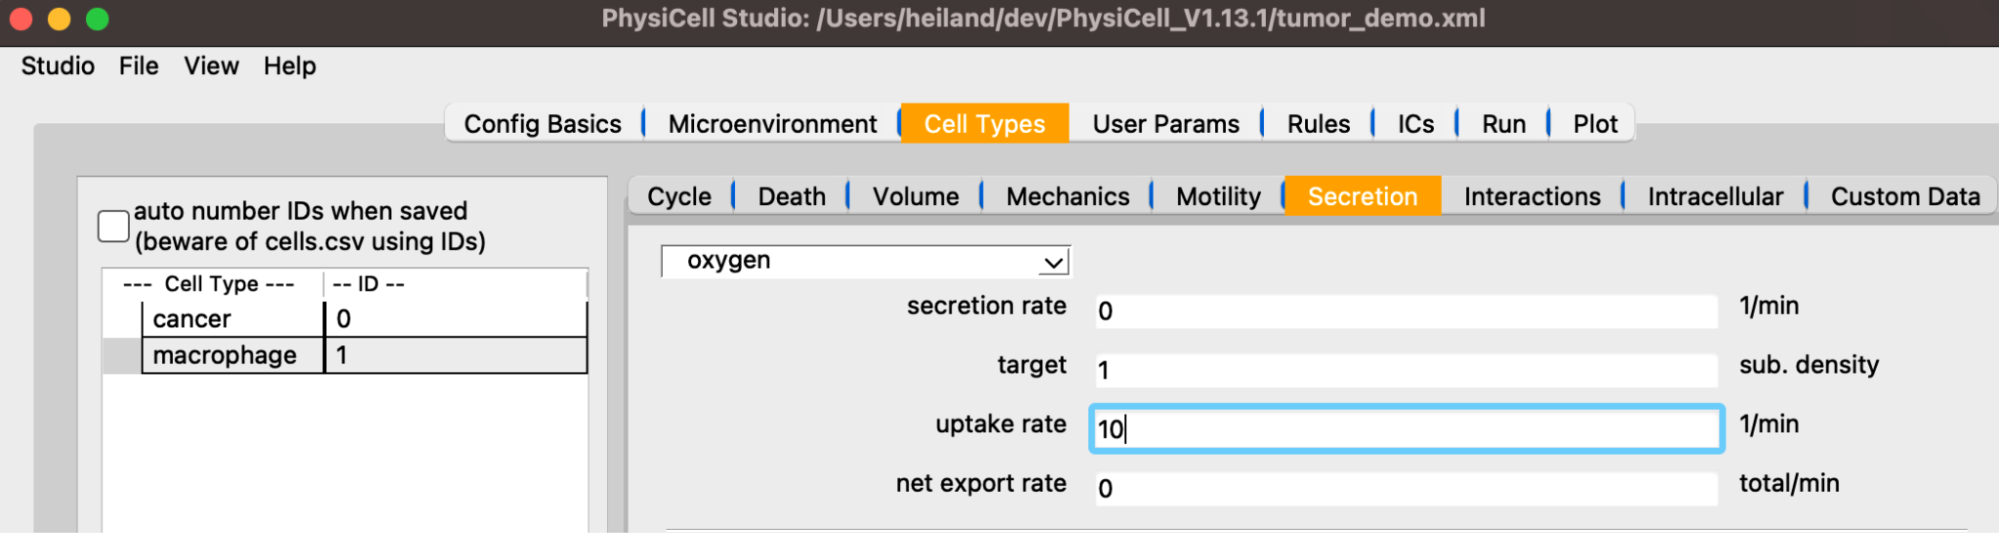 PhysiCell Studio: /Users/heiland/dev/PhysiCell_V1.13.1/tumor_demo.xml
Studio File View Help
Config Basics Microenvironment Cell Types User Params Rules ICs Run Plot
auto number IDs when saved
(beware of cells.csv using IDs)
--- Cell Type --- -- ID --
cancer 0
macrophage 1
Cycle Death Volume Mechanics Motility Secretion Interactions Intracellular Custom Data
oxygen
secretion rate 0 1/min
target 1 sub. density
uptake rate 10 1/min
net export rate 0 total/min